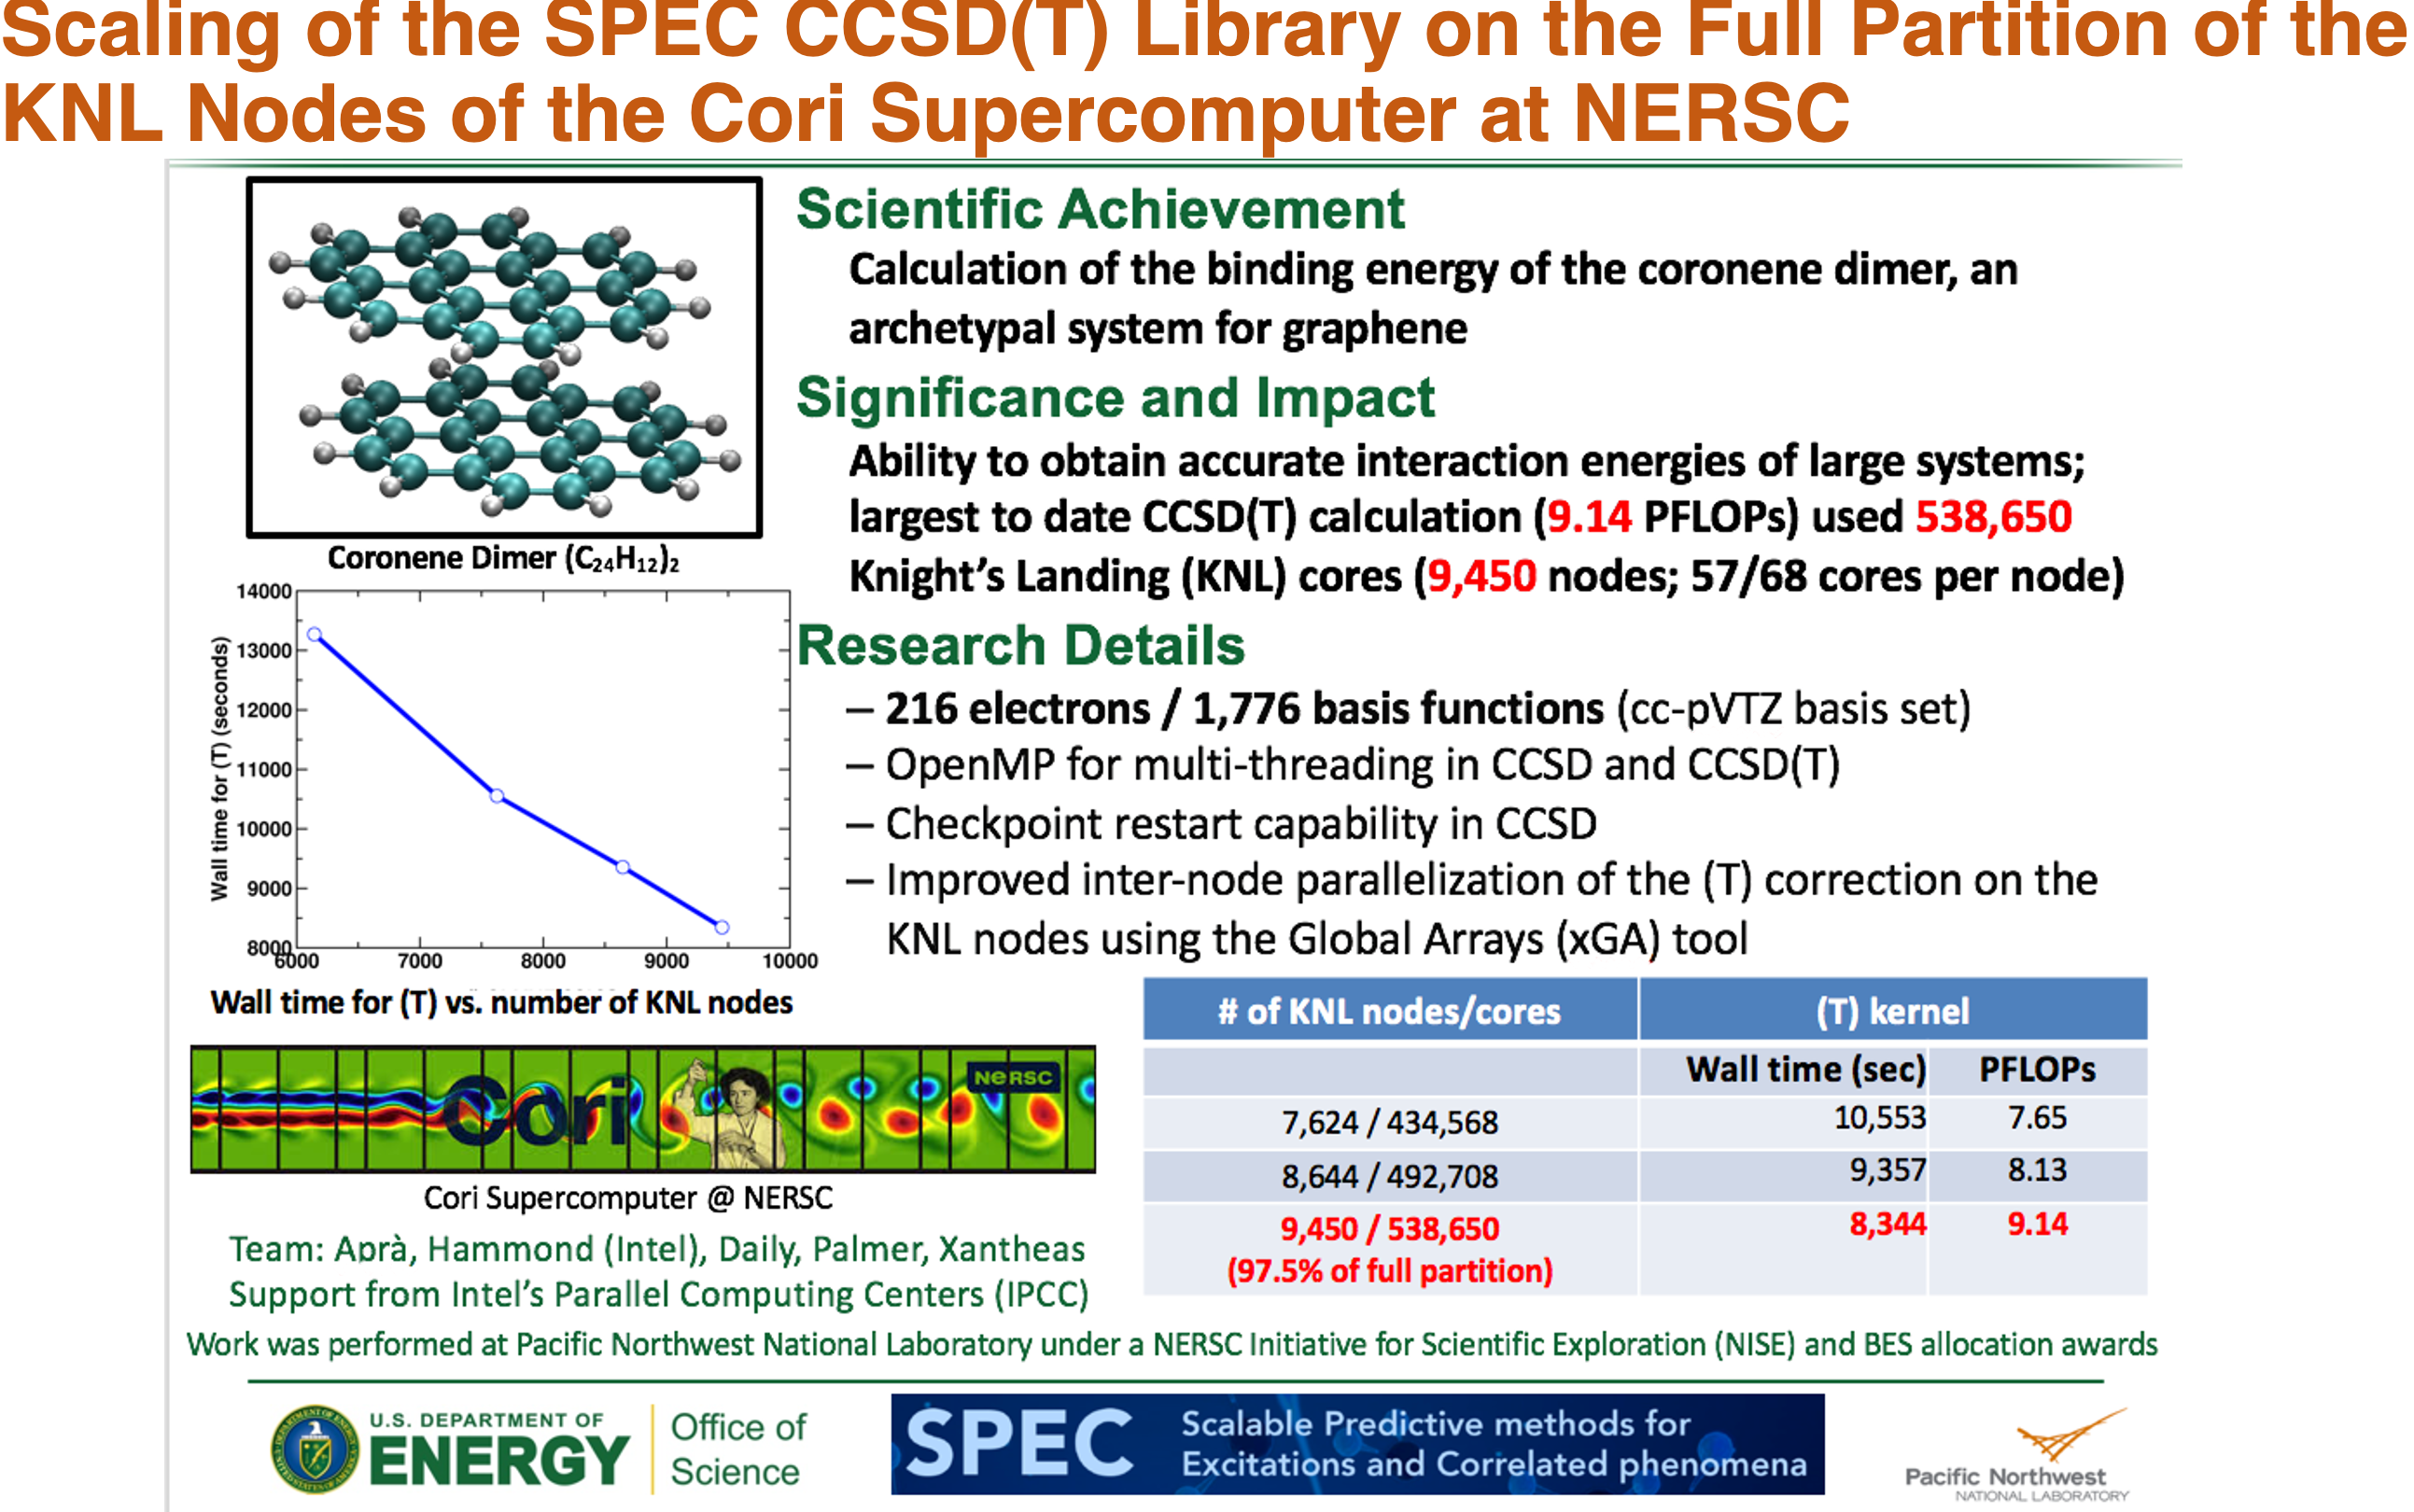 Scaling of the SPEC CCSD(T) Library on the Full Partition of the
KNL Nodes of the Cori Supercomputer at NERSC
Coronene Dimer (C₂₄H₁₂)₂
14000
13000
12000
11000
10000
9000
8000
Wall time for (T) (seconds)
6000 7000 8000 9000 10000
Wall time for (T) vs. number of KNL nodes
Cori
NERSC
Cori Supercomputer @ NERSC
Team: Aprà, Hammond (Intel), Daily, Palmer, Xantheas
Support from Intel's Parallel Computing Centers (IPCC)
Scientific Achievement
Calculation of the binding energy of the coronene dimer, an
archetypal system for graphene
Significance and Impact
Ability to obtain accurate interaction energies of large systems;
largest to date CCSD(T) calculation (9.14 PFLOPs) used 538,650
Knight's Landing (KNL) cores (9,450 nodes; 57/68 cores per node)
Research Details
– 216 electrons / 1,776 basis functions (cc-pVTZ basis set)
– OpenMP for multi-threading in CCSD and CCSD(T)
– Checkpoint restart capability in CCSD
– Improved inter-node parallelization of the (T) correction on the
KNL nodes using the Global Arrays (xGA) tool
# of KNL nodes/cores (T) kernel
Wall time (sec) PFLOPs
7,624 / 434,568 10,553 7.65
8,644 / 492,708 9,357 8.13
9,450 / 538,650 8,344 9.14
(97.5% of full partition)
Work was performed at Pacific Northwest National Laboratory under a NERSC Initiative for Scientific Exploration (NISE) and BES allocation awards
U.S. DEPARTMENT OF
ENERGY
Office of
Science
SPEC
Scalable Predictive methods for
Excitations and Correlated phenomena
Pacific Northwest
NATIONAL LABORATORY